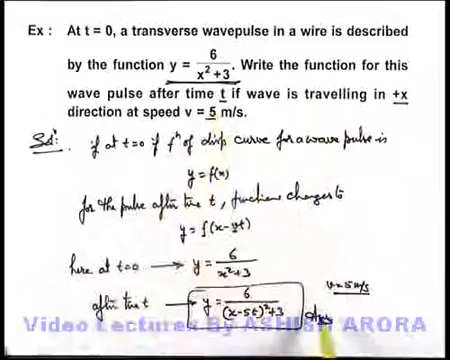 Ex : At t = 0, a transverse wavepulse in a wire is described
by the function y = 6/(x²+3). Write the function for this
wave pulse after time t if wave is travelling in +x
direction at speed v = 5 m/s.
Solⁿ. if at t=0 if fⁿ of disp curve for a wave pulse is
y = f(x)
for the pulse after time t, function changes to
y = f(x-vt)
here at t=0 → y = 6/(x²+3)
v=5m/s
after time t → y = 6/((x-5t)²+3) Ans
Video Lectures By ASHISH ARORA